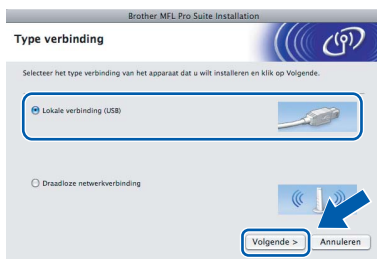 Brother MFL Pro Suite Installation
Type verbinding
Selecteer het type verbinding van het apparaat dat u wilt installeren en klik op Volgende.
Lokale verbinding (USB)
Draadloze netwerkverbinding
Volgende > Annuleren